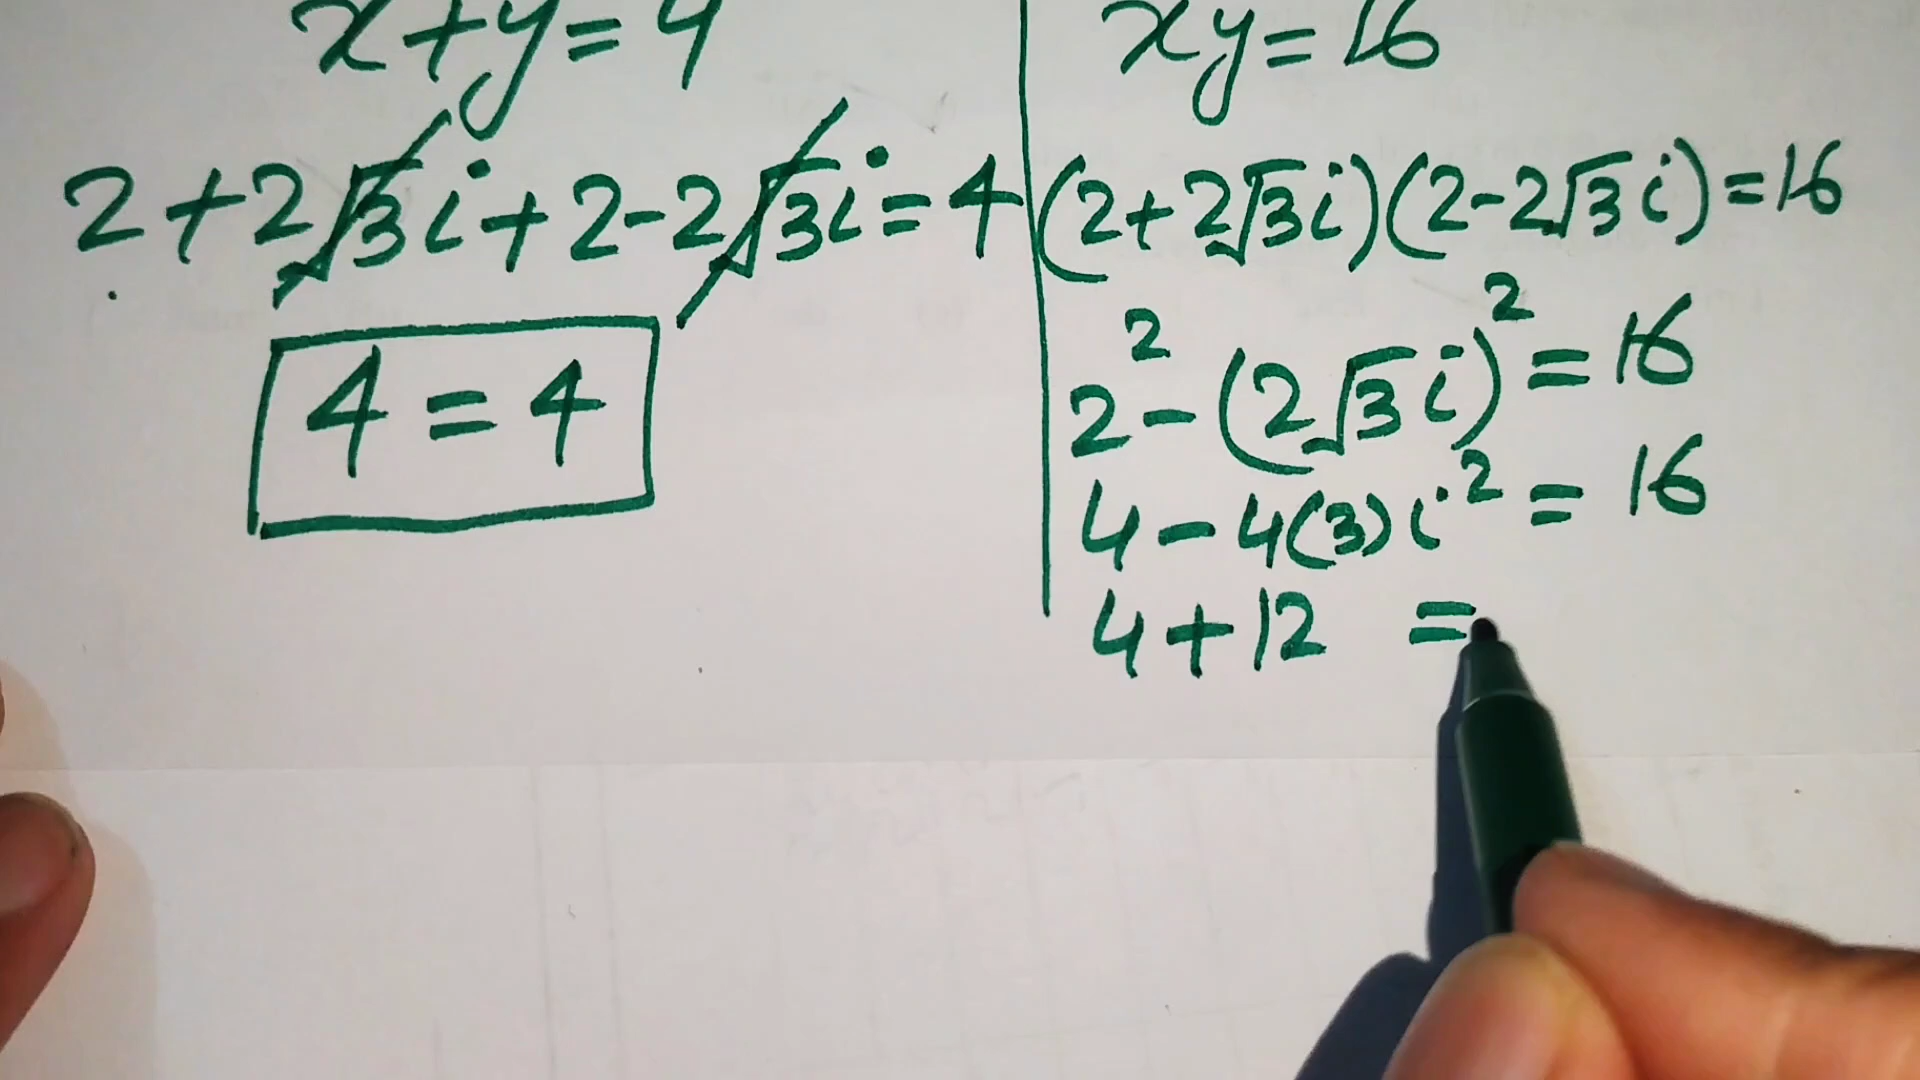 x+y=4
2+2√3i+2-2√3i=4
4=4
xy=16
(2+2√3i)(2-2√3i)=16
2²-(2√3i)²=16
4-4(3)i²=16
4+12 =